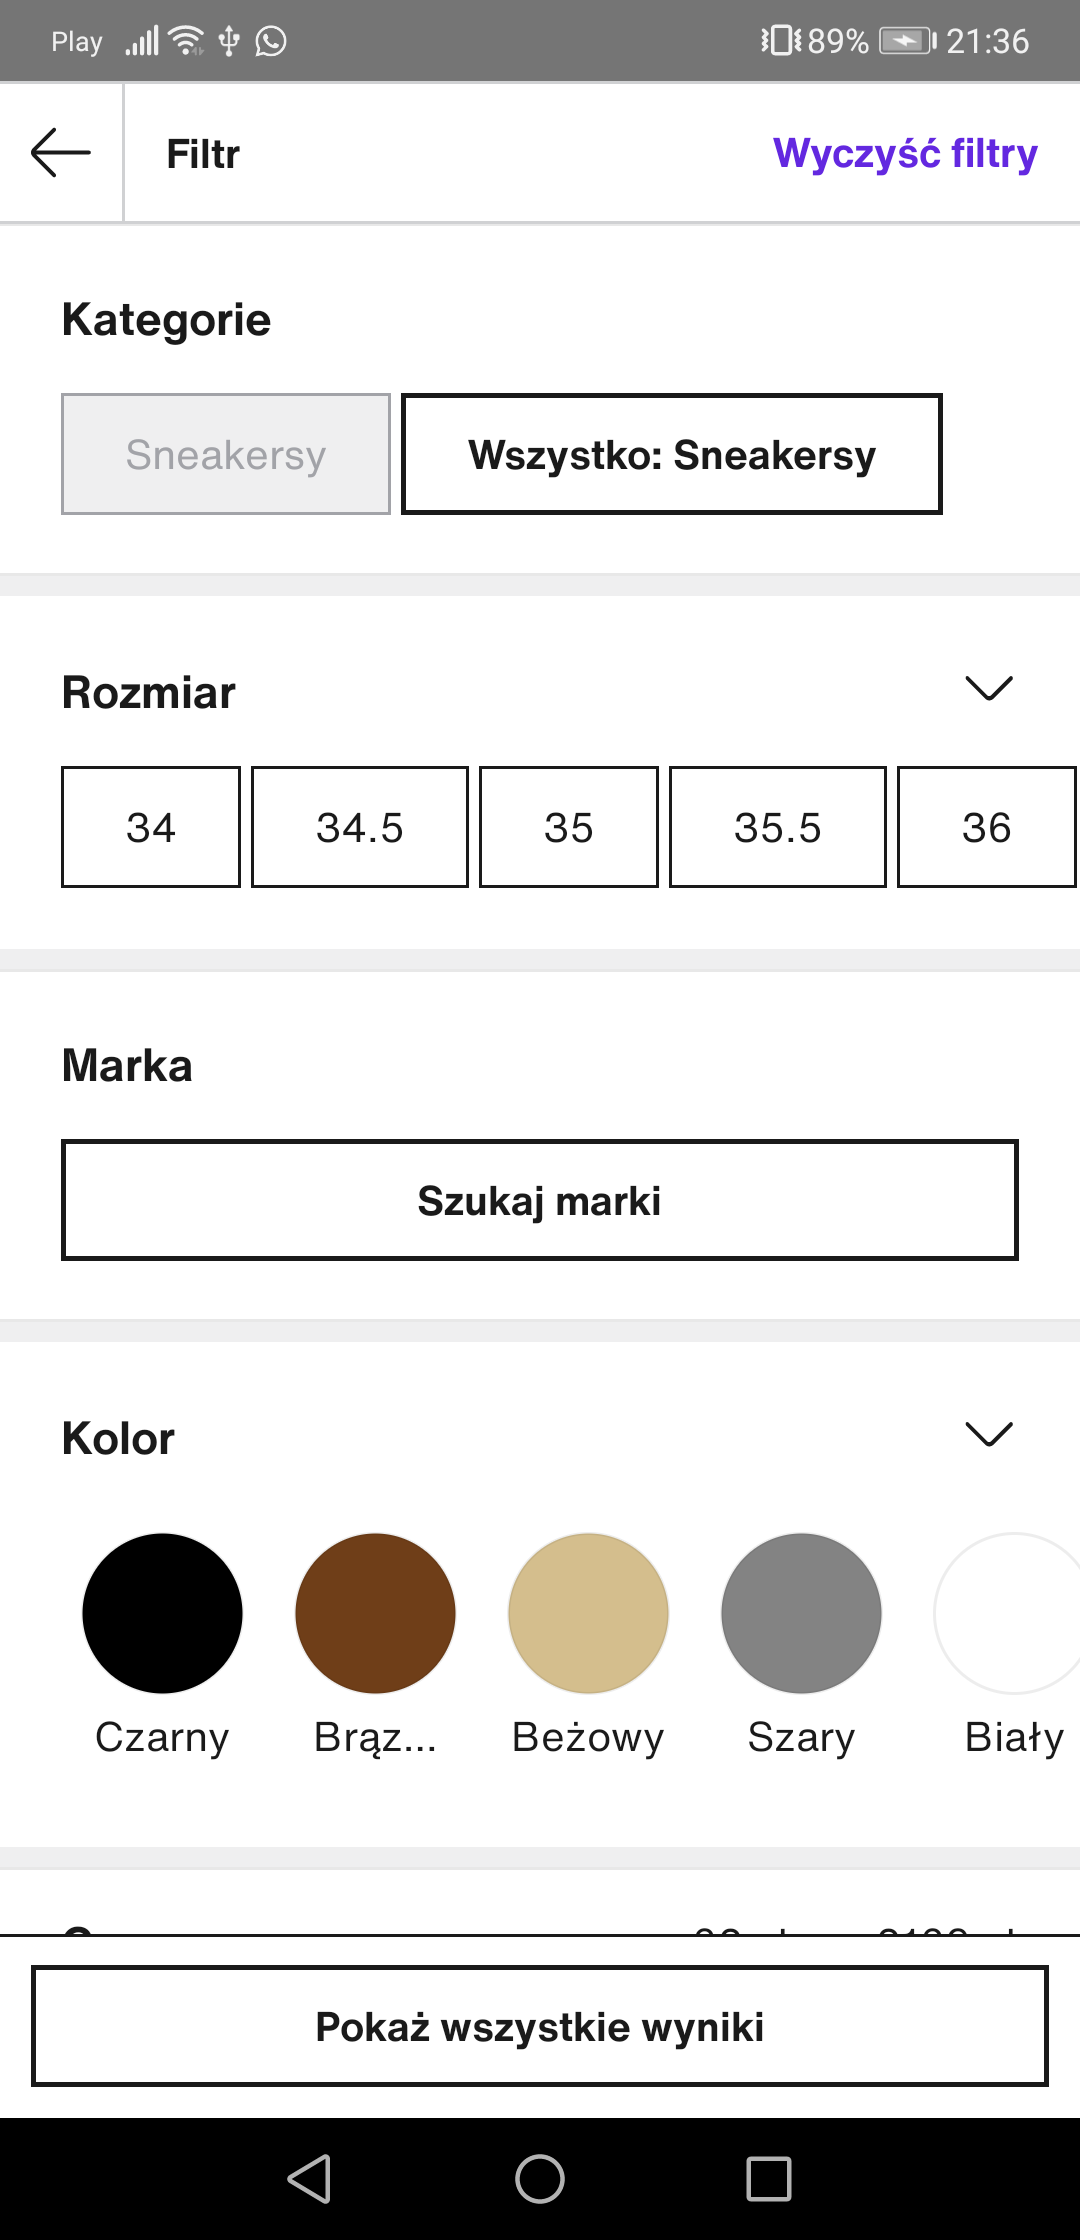 Play 89% 21:36
Filtr Wyczyść filtry
Kategorie
Sneakersy Wszystko: Sneakersy
Rozmiar
34 34.5 35 35.5 36
Marka
Szukaj marki
Kolor
Czarny Brąz... Beżowy Szary Biały
Pokaż wszystkie wyniki